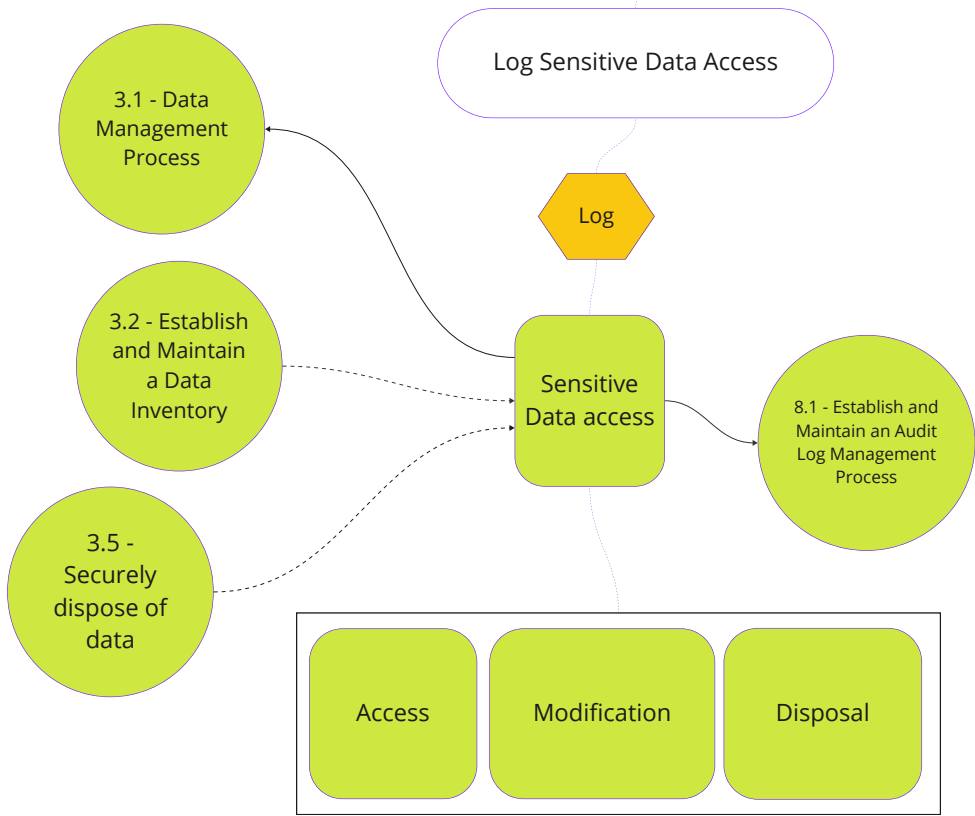 Log Sensitive Data Access
3.1 - Data
Management
Process
Log
3.2 - Establish
and Maintain
a Data
Inventory
Sensitive
Data access
8.1 - Establish and
Maintain an Audit
Log Management
Process
3.5 -
Securely
dispose of
data
Access
Modification
Disposal